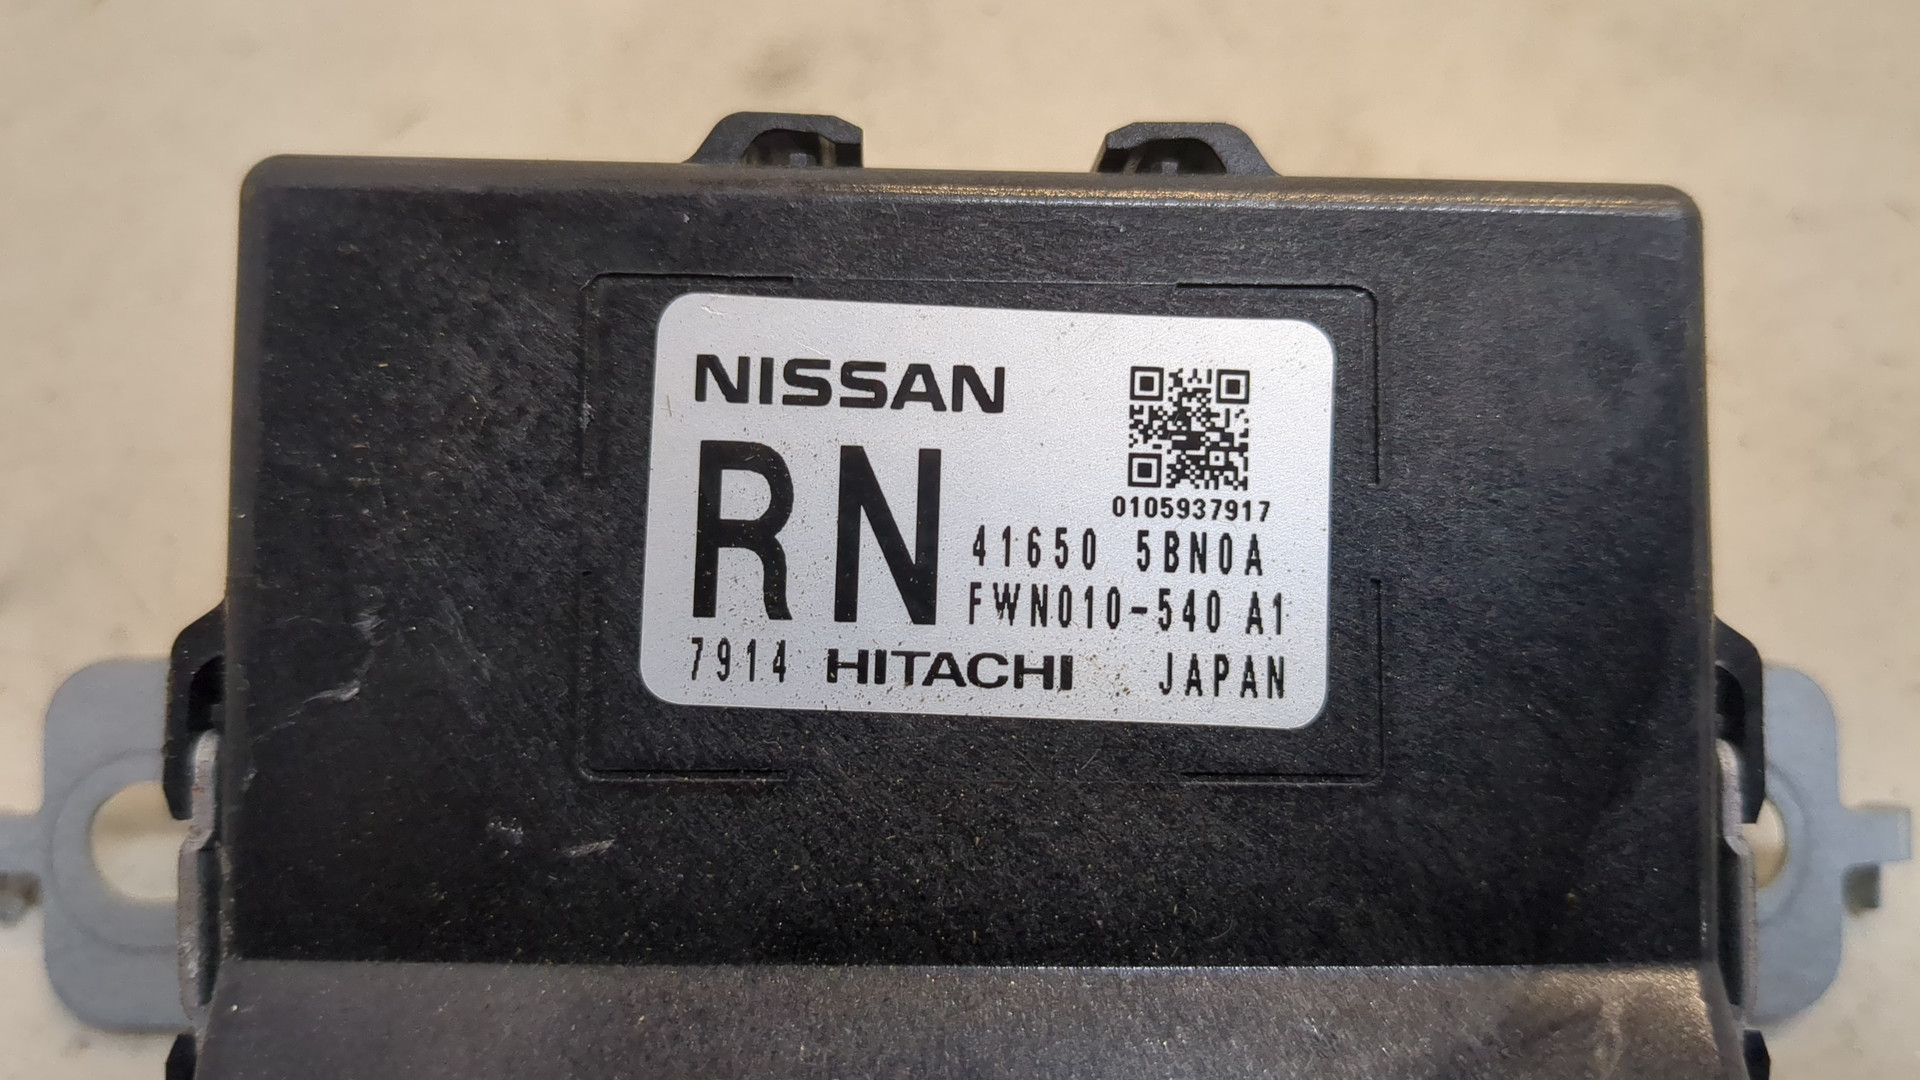 NISSAN
RN
0105937917
41650 5BN0A
FWN010-540 A1
7914 HITACHI JAPAN